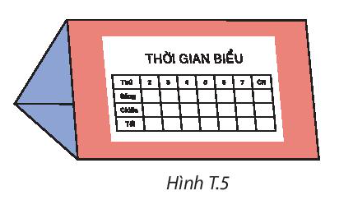 THỜI GIAN BIỂU
Thứ 2 3 4 5 6 7 CN
Sáng
Chiều
Tối
Hình T.5